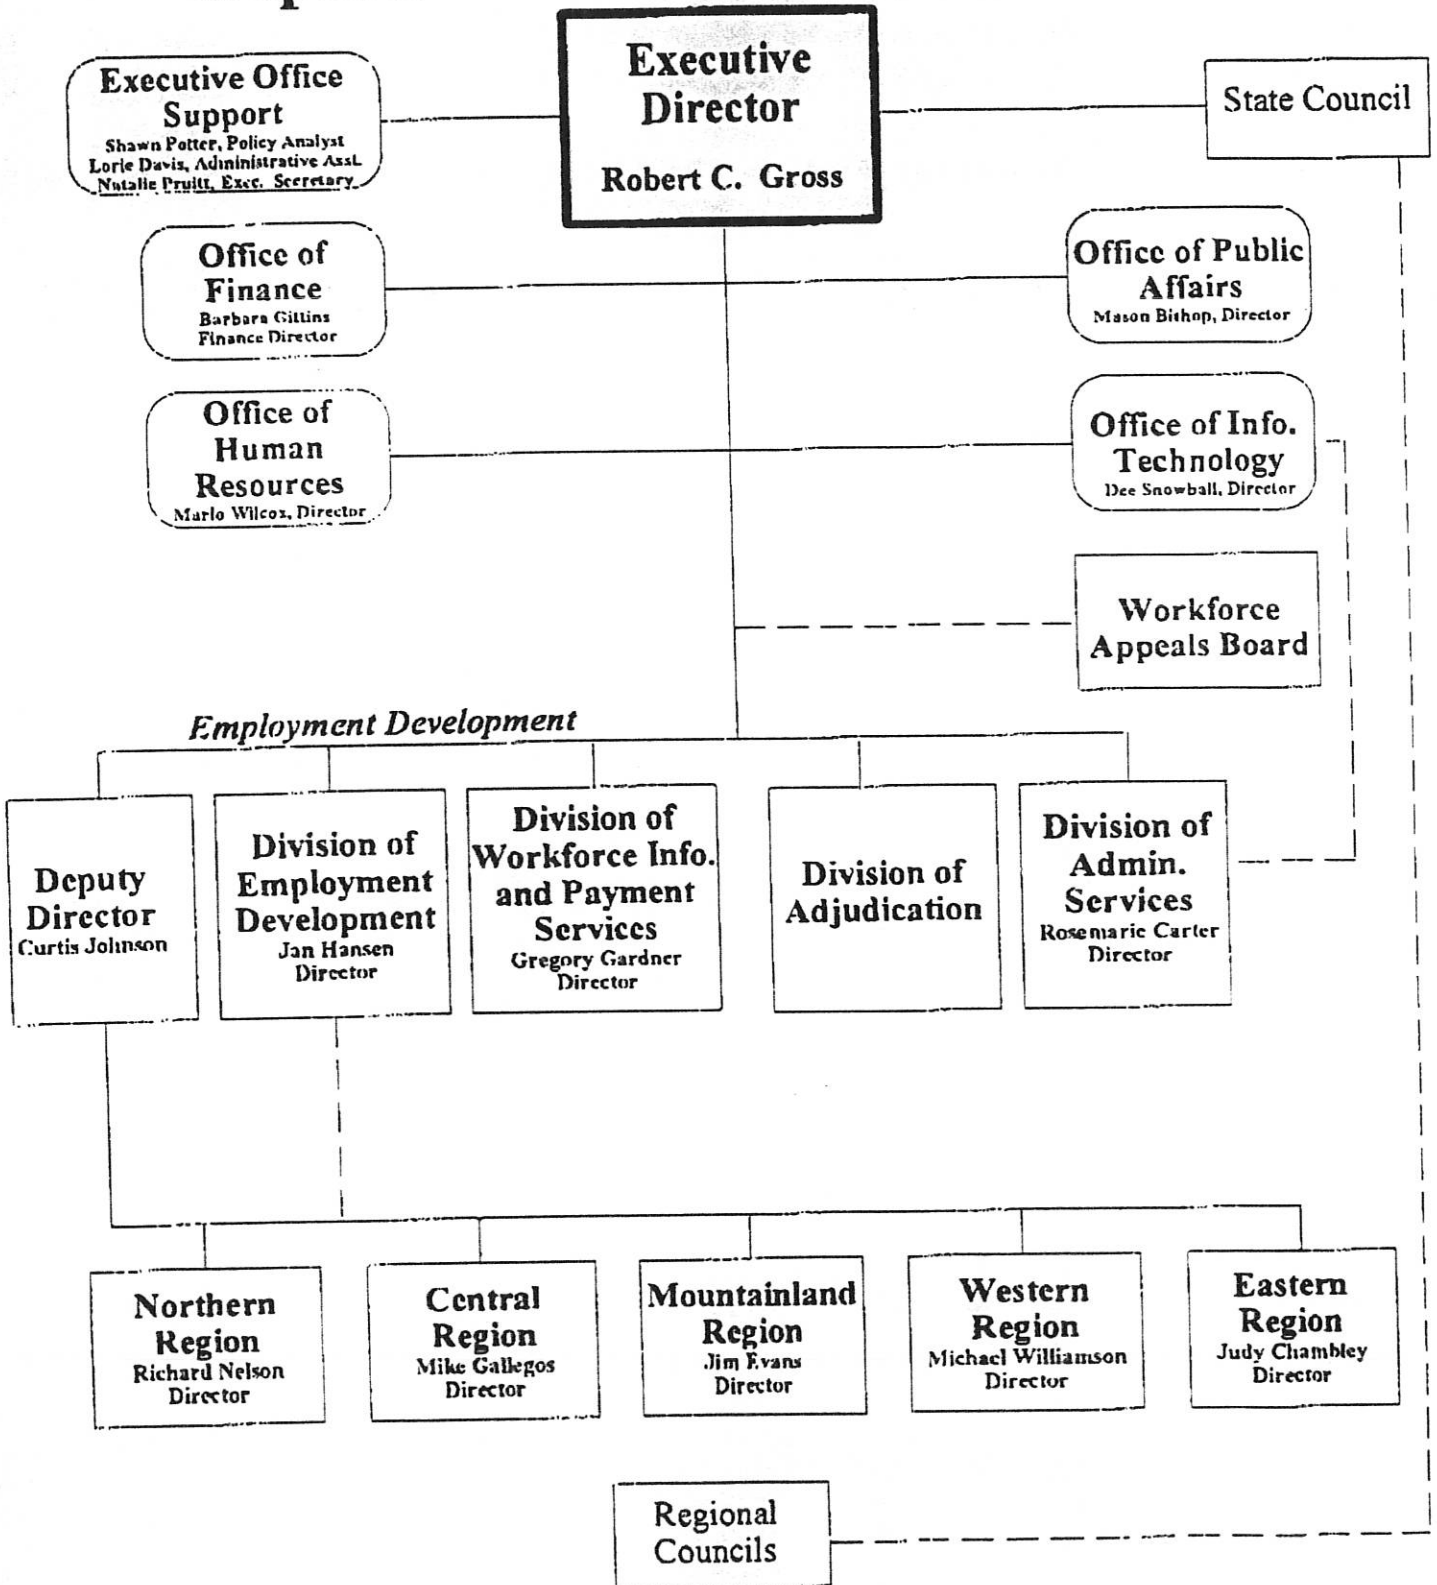 Executive Office
Support
Shawn Potter, Policy Analyst
Lorie Davis, Administrative Asst.
Natalie Pruitt, Exec. Secretary
Executive
Director
Robert C. Gross
State Council
Office of
Finance
Barbara Gittins
Finance Director
Office of Public
Affairs
Mason Bishop, Director
Office of
Human
Resources
Marlo Wilcox, Director
Office of Info.
Technology
Dee Snowball, Director
Workforce
Appeals Board
Employment Development
Deputy
Director
Curtis Johnson
Division of
Employment
Development
Jan Hansen
Director
Division of
Workforce Info.
and Payment
Services
Gregory Gardner
Director
Division of
Adjudication
Division of
Admin.
Services
Rosemarie Carter
Director
Northern
Region
Richard Nelson
Director
Central
Region
Mike Gallegos
Director
Mountainland
Region
Jim Evans
Director
Western
Region
Michael Williamson
Director
Eastern
Region
Judy Chambley
Director
Regional
Councils